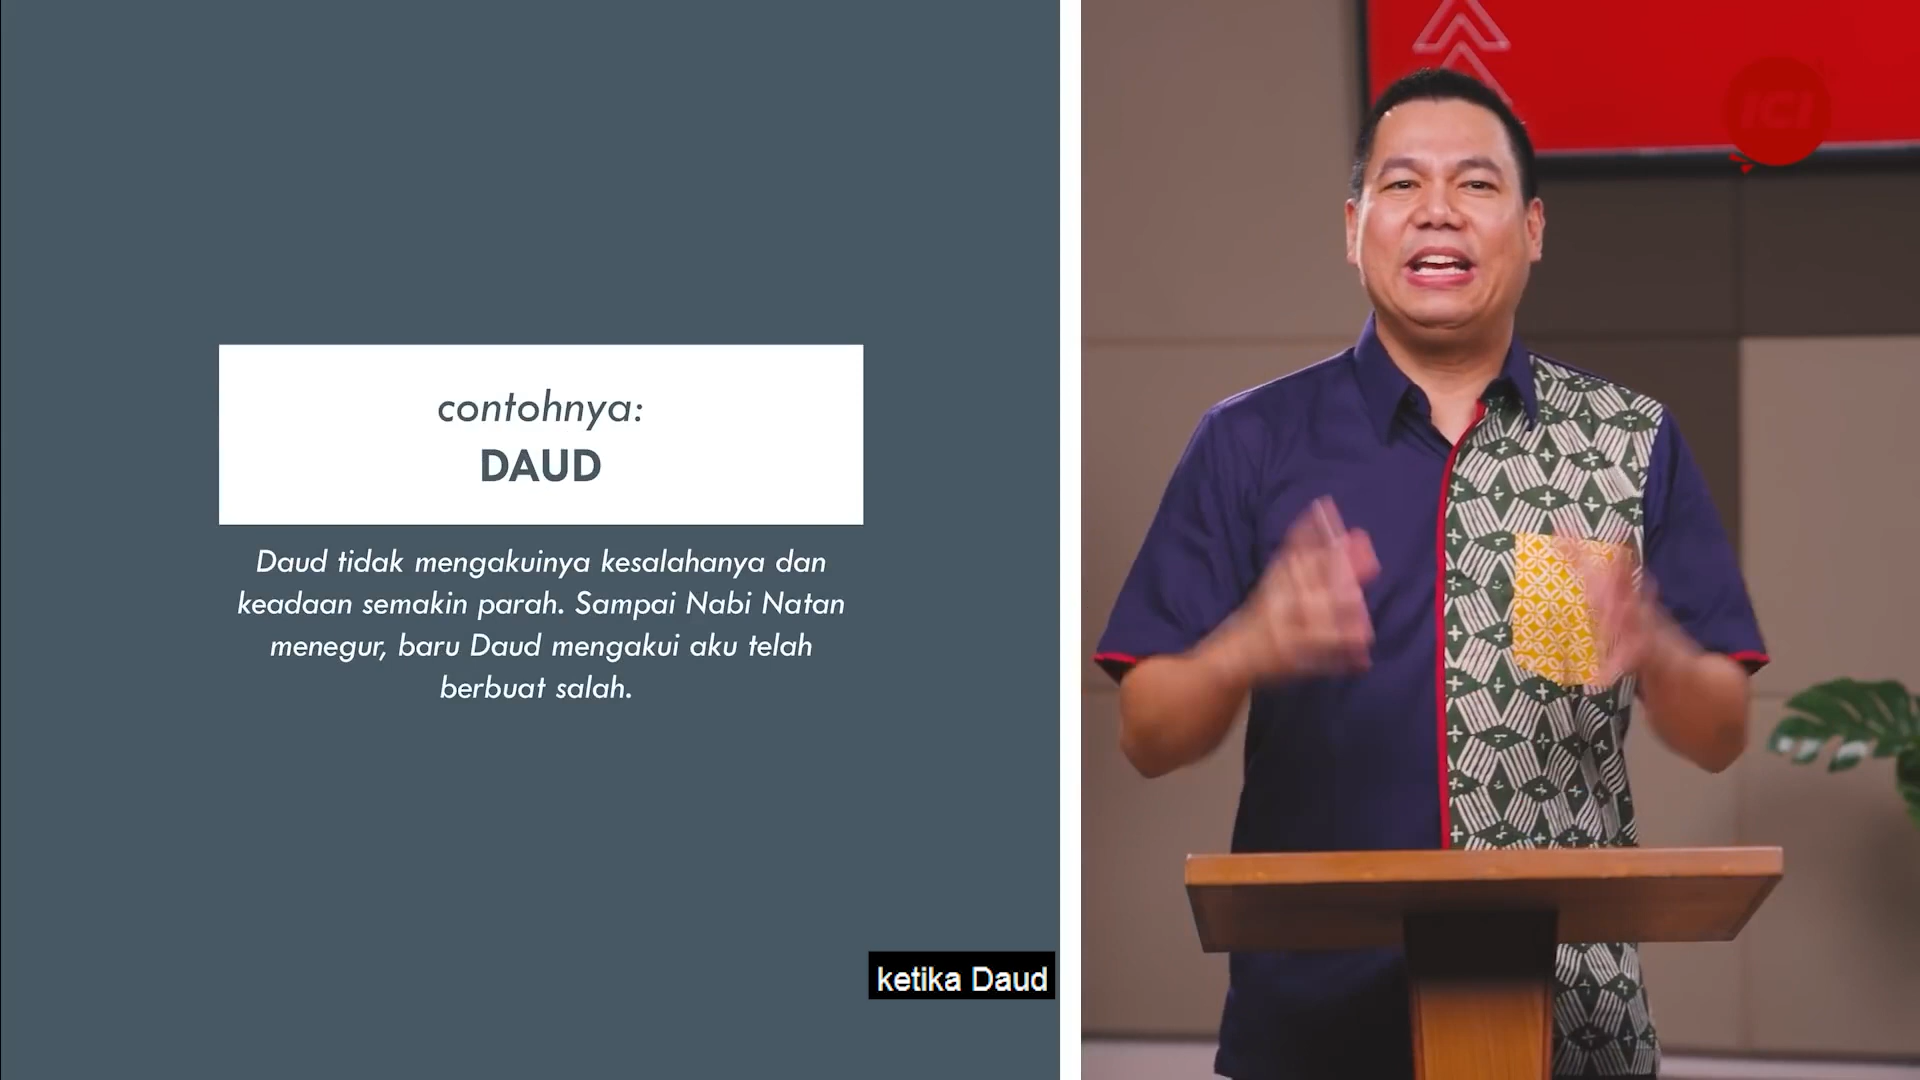 contohnya:
DAUD
Daud tidak mengakuinya kesalahanya dan
keadaan semakin parah. Sampai Nabi Natan
menegur, baru Daud mengakui aku telah
berbuat salah.
ketika Daud
ICI